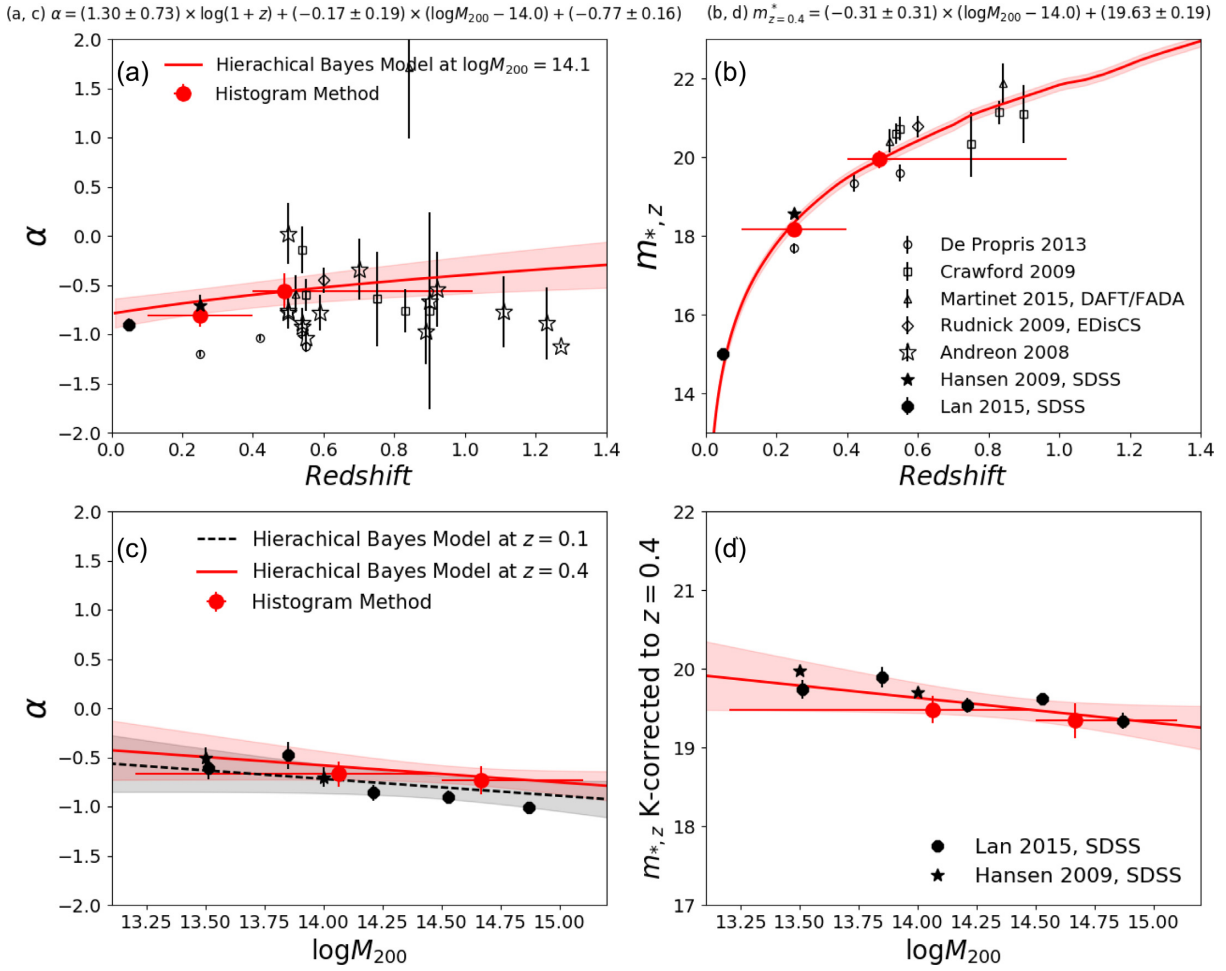 (a, c) α = (1.30 ± 0.73) × log(1 + z) + (−0.17 ± 0.19) × (logM₂₀₀ − 14.0) + (−0.77 ± 0.16)
(b, d) m*z=0.4 = (−0.31 ± 0.31) × (logM₂₀₀ − 14.0) + (19.63 ± 0.19)
(a)
Hierachical Bayes Model at logM₂₀₀ = 14.1
Histogram Method
α
2.0
1.5
1.0
0.5
0.0
−0.5
−1.0
−1.5
−2.0
0.0 0.2 0.4 0.6 0.8 1.0 1.2 1.4
Redshift
(b)
m*,z
22
20
18
16
14
De Propris 2013
Crawford 2009
Martinet 2015, DAFT/FADA
Rudnick 2009, EDisCS
Andreon 2008
Hansen 2009, SDSS
Lan 2015, SDSS
0.0 0.2 0.4 0.6 0.8 1.0 1.2 1.4
Redshift
(c)
Hierachical Bayes Model at z = 0.1
Hierachical Bayes Model at z = 0.4
Histogram Method
α
2.0
1.5
1.0
0.5
0.0
−0.5
−1.0
−1.5
−2.0
13.25 13.50 13.75 14.00 14.25 14.50 14.75 15.00
logM₂₀₀
(d)
m*,z K-corrected to z = 0.4
22
21
20
19
18
17
Lan 2015, SDSS
Hansen 2009, SDSS
13.25 13.50 13.75 14.00 14.25 14.50 14.75 15.00
logM₂₀₀